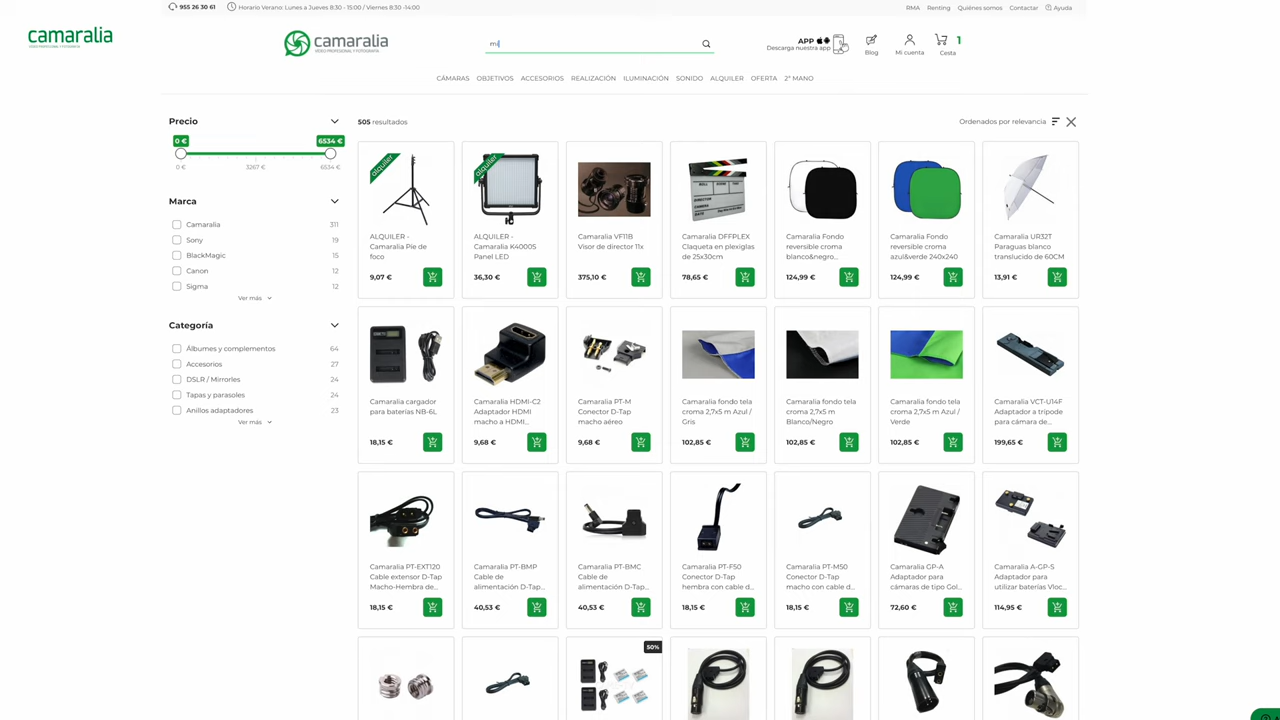 955 26 30 61
Horario Verano: Lunes a Jueves 8:30 - 15:00 / Viernes 8:30 -14:00
RMA Renting Quiénes somos Contactar Ayuda
camaralia
camaralia
VIDEO PROFESIONAL Y FOTOGRAFIA
mi
APP
Descarga nuestra app
Blog
Mi cuenta
Cesta
1
CÁMARAS OBJETIVOS ACCESORIOS REALIZACIÓN ILUMINACIÓN SONIDO ALQUILER OFERTA 2ª MANO
Precio
0 € 6534 €
0 € 3267 € 6534 €
Marca
Camaralia 311
Sony 19
BlackMagic 15
Canon 12
Sigma 12
Ver más
Categoría
Álbumes y complementos 64
Accesorios 27
DSLR / Mirrorles 24
Tapas y parasoles 24
Anillos adaptadores 23
Ver más
505 resultados
Ordenados por relevancia
alquiler
ALQUILER -
Camaralia Pie de
foco
9,07 €
alquiler
ALQUILER -
Camaralia K4000S
Panel LED
36,30 €
Camaralia VF11B
Visor de director 11x
375,10 €
Camaralia DFFPLEX
Claqueta en plexiglas
de 25x30cm
78,65 €
Camaralia Fondo
reversible croma
blanco&negro...
124,99 €
Camaralia Fondo
reversible croma
azul&verde 240x240
124,99 €
Camaralia UR32T
Paraguas blanco
translucido de 60CM
13,91 €
Camaralia cargador
para baterías NB-6L
18,15 €
Camaralia HDMI-C2
Adaptador HDMI
macho a HDMI...
9,68 €
Camaralia PT-M
Conector D-Tap
macho aéreo
9,68 €
Camaralia fondo tela
croma 2,7x5 m Azul /
Gris
102,85 €
Camaralia fondo tela
croma 2,7x5 m
Blanco/Negro
102,85 €
Camaralia fondo tela
croma 2,7x5 m Azul /
Verde
102,85 €
Camaralia VCT-U14F
Adaptador a trípode
para cámara de...
199,65 €
Camaralia PT-EXT120
Cable extensor D-Tap
Macho-Hembra de...
18,15 €
Camaralia PT-BMP
Cable de
alimentación D-Tap...
40,53 €
Camaralia PT-BMC
Cable de
alimentación D-Tap...
40,53 €
Camaralia PT-F50
Conector D-Tap
hembra con cable d...
18,15 €
Camaralia PT-M50
Conector D-Tap
macho con cable d...
18,15 €
Camaralia GP-A
Adaptador para
cámaras de tipo Gol...
72,60 €
Camaralia A-GP-S
Adaptador para
utilizar baterías Vloc...
114,95 €
50%